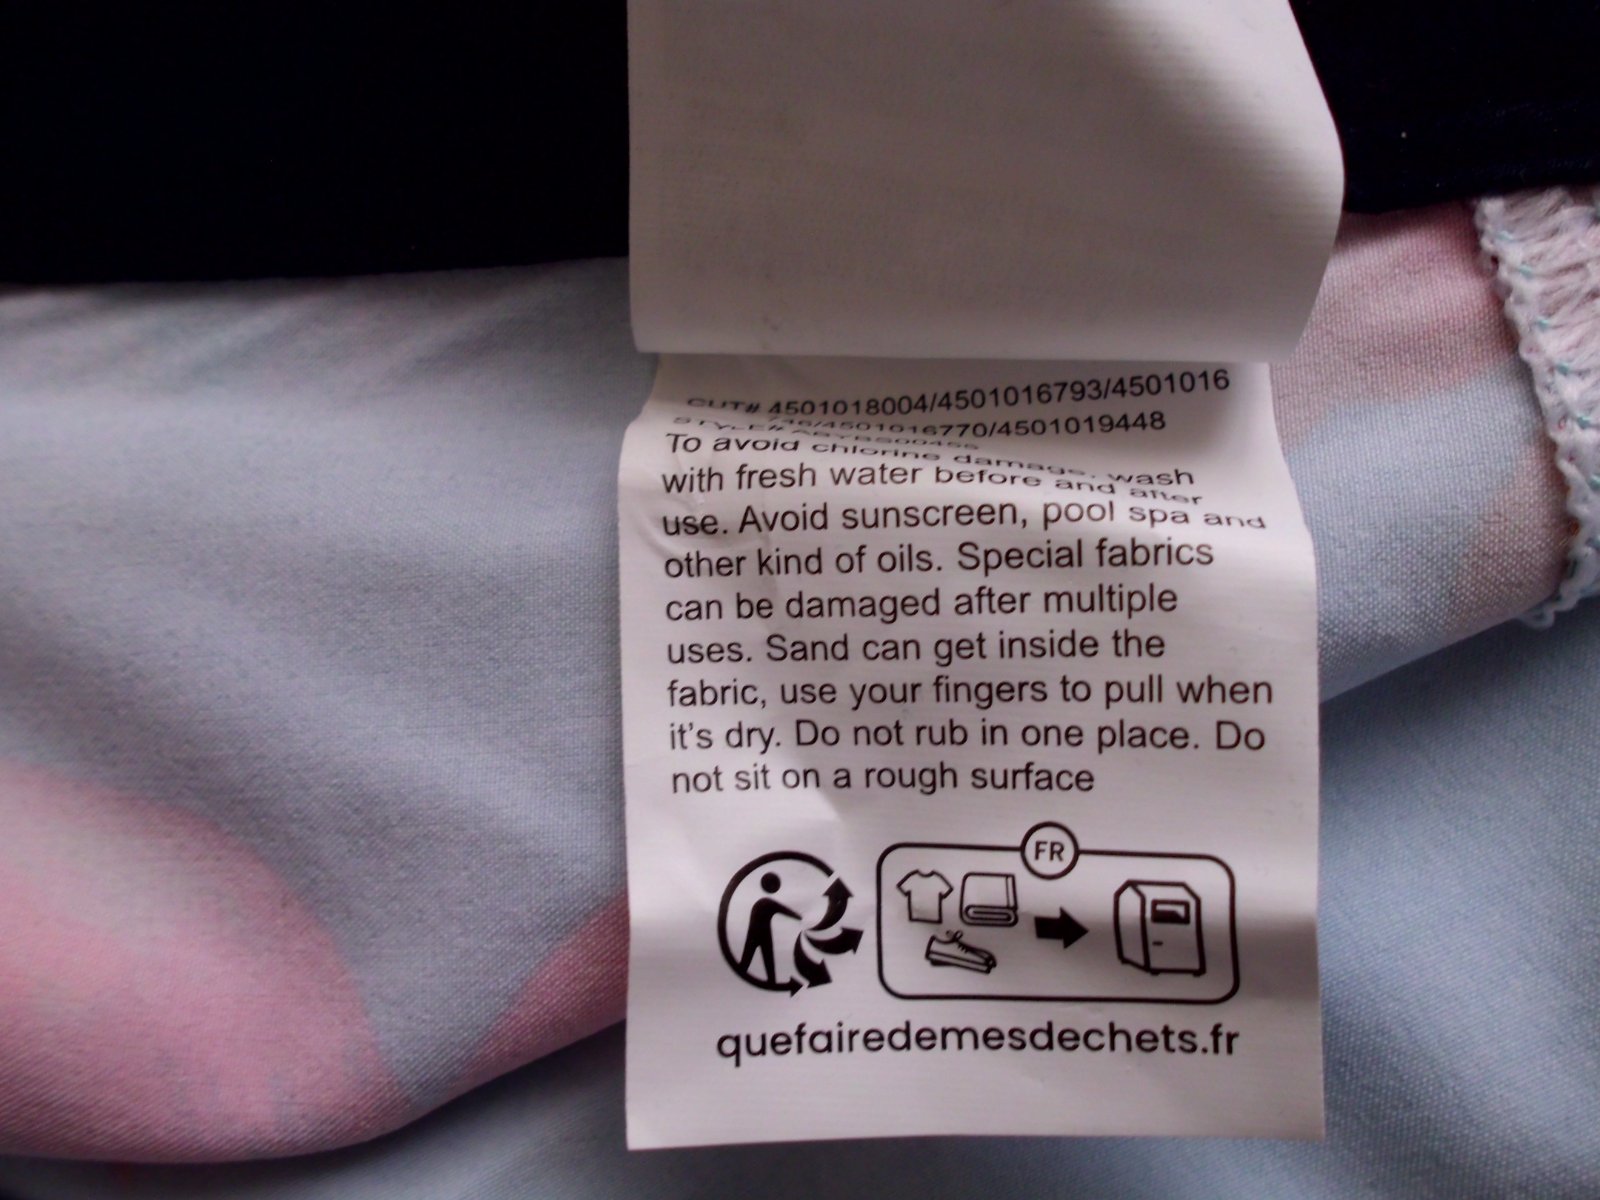 CUT# 4501018004/4501016793/4501016
736/4501016770/4501019448
STYLE#
To avoid chlorine damage, wash
with fresh water before and after
use. Avoid sunscreen, pool spa and
other kind of oils. Special fabrics
can be damaged after multiple
uses. Sand can get inside the
fabric, use your fingers to pull when
it's dry. Do not rub in one place. Do
not sit on a rough surface
FR
quefairedemesdechets.fr